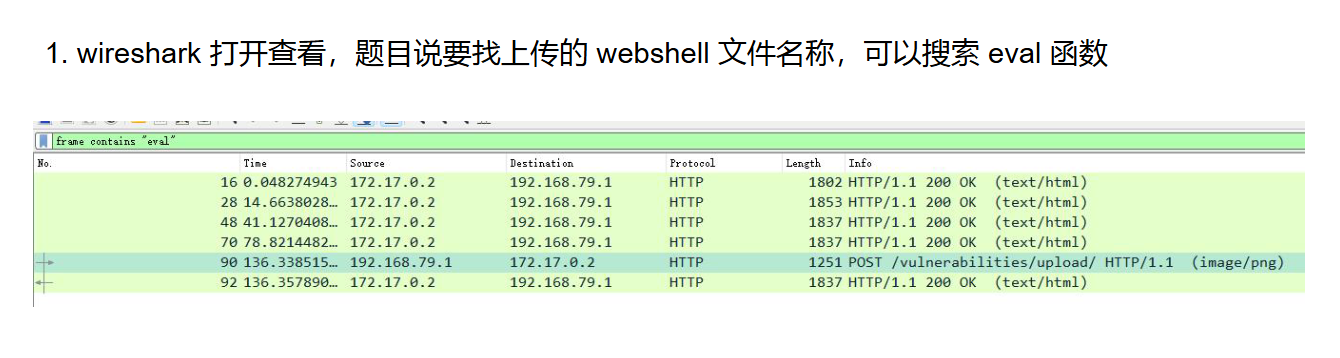 1. wireshark 打开查看，题目说要找上传的 webshell 文件名称，可以搜索 eval 函数
frame contains "eval"
No. Time Source Destination Protocol Length Info
16 0.048274943 172.17.0.2 192.168.79.1 HTTP 1802 HTTP/1.1 200 OK (text/html)
28 14.6638028… 172.17.0.2 192.168.79.1 HTTP 1853 HTTP/1.1 200 OK (text/html)
48 41.1270408… 172.17.0.2 192.168.79.1 HTTP 1837 HTTP/1.1 200 OK (text/html)
70 78.8214482… 172.17.0.2 192.168.79.1 HTTP 1837 HTTP/1.1 200 OK (text/html)
90 136.338515… 192.168.79.1 172.17.0.2 HTTP 1251 POST /vulnerabilities/upload/ HTTP/1.1 (image/png)
92 136.357890… 172.17.0.2 192.168.79.1 HTTP 1837 HTTP/1.1 200 OK (text/html)